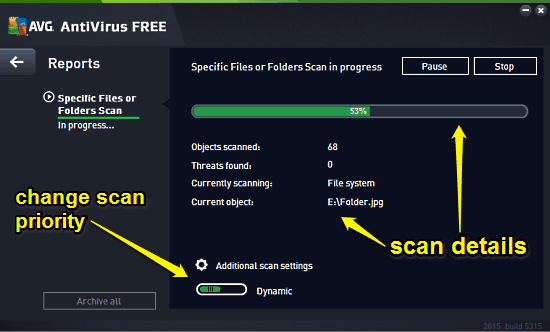 AVG. AntiVirus FREE
Reports
Specific Files or
Folders Scan
In progress...
Specific Files or Folders Scan in progress
Pause
Stop
53%
Objects scanned: 68
Threats found: 0
Currently scanning: File system
Current object: E:\Folder.jpg
change scan
priority
scan details
Additional scan settings
Dynamic
Archive all
2015 build 5315